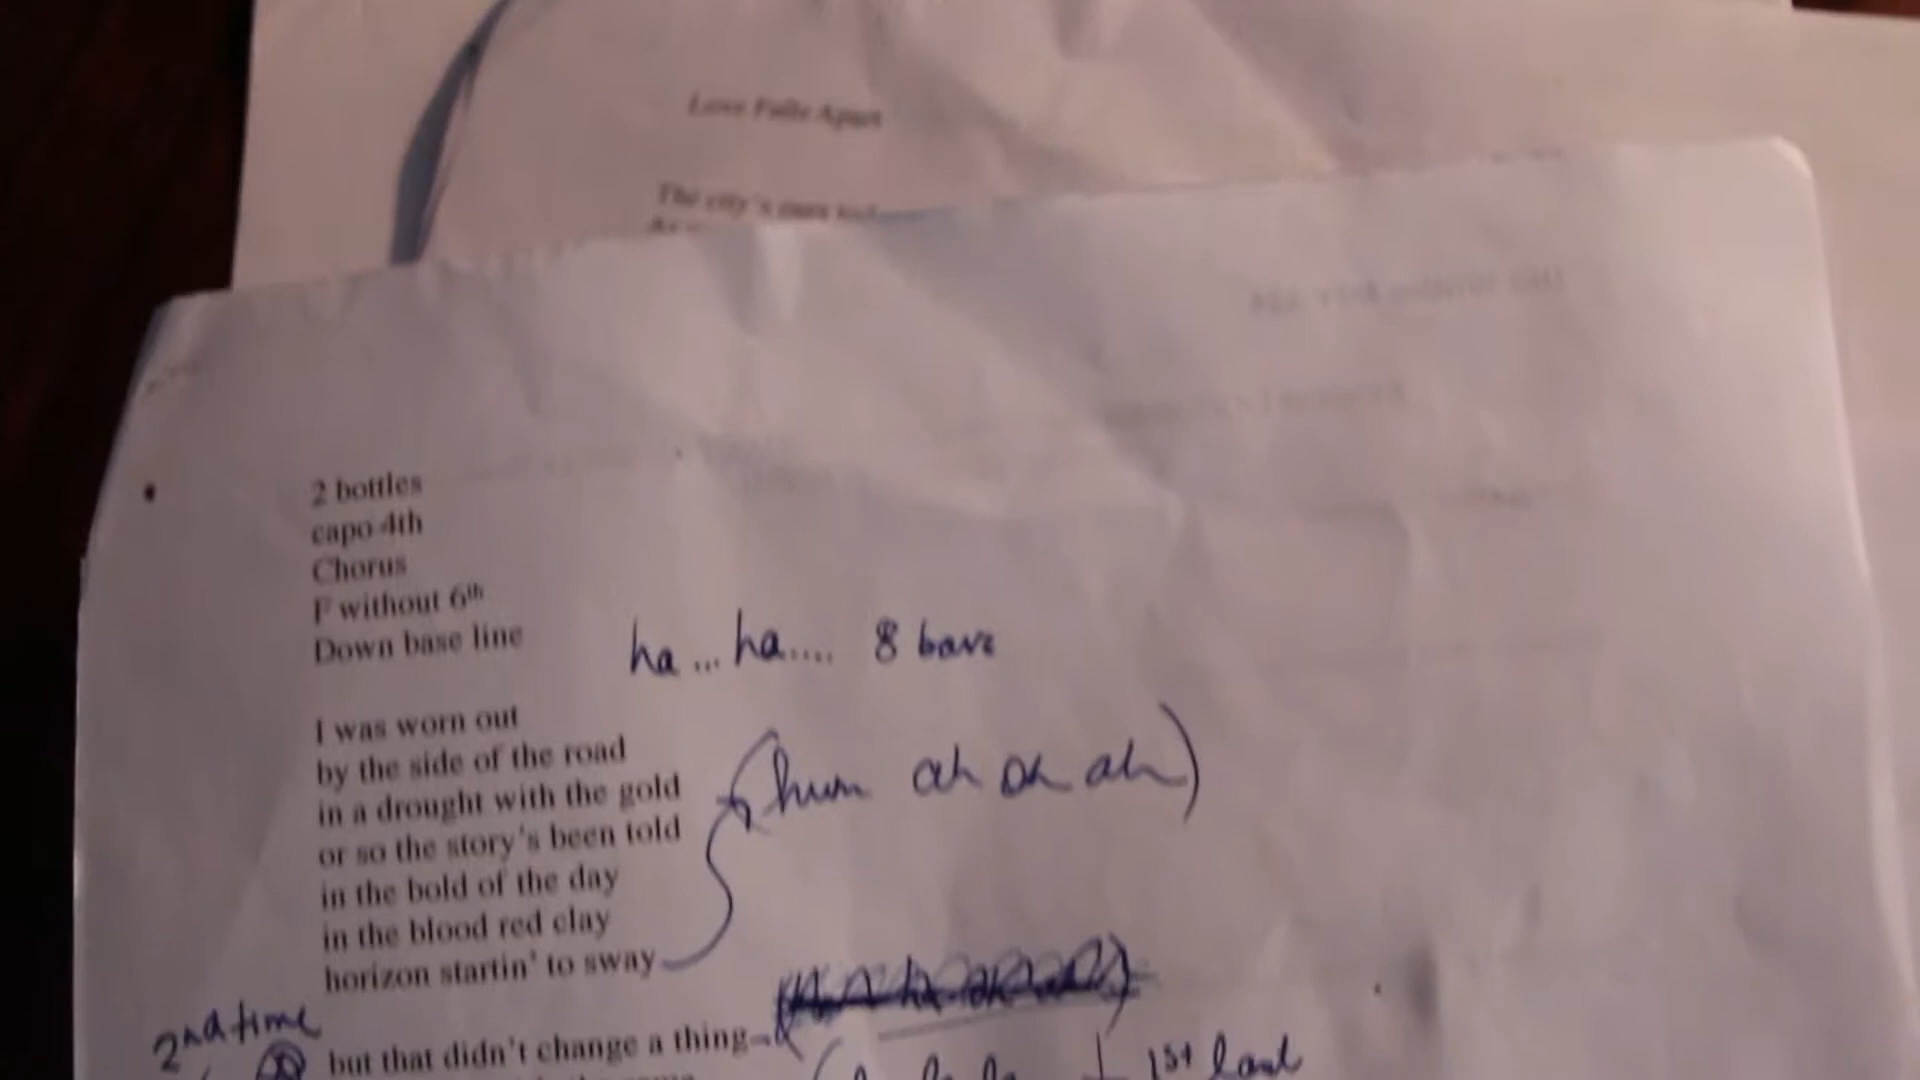 Love Falls Apart
The city's
2 bottles
capo 4th
Chorus
F without 6th
Down base line
ha ... ha .... 8 bars
I was worn out
by the side of the road
in a drought with the gold
or so the story's been told
(hum ah oh ah)
in the bold of the day
in the blood red clay
horizon startin' to sway
2nd time
but that didn't change a thing
1st